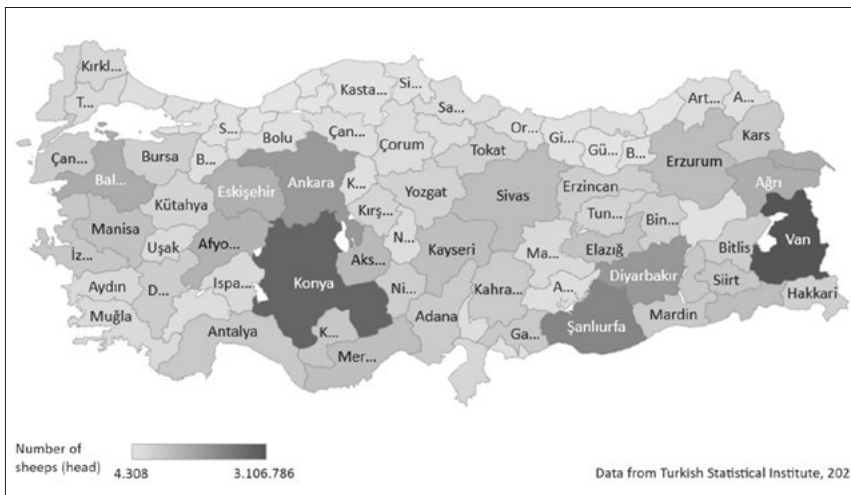 Kırkl...
T...
Kasta...
Si...
Sa...
Art...
A...
S...
Bolu
Çan...
Çorum
Or...
Gi...
Gü...
B...
Kars
Çan...
Bursa
B...
Tokat
Erzurum
Bal...
Eskişehir
Ankara
K...
Yozgat
Sivas
Erzincan
Ağrı
Kütahya
Kırş...
Tun...
Bin...
Manisa
Uşak
Afyo...
N...
Kayseri
Elazığ
Bitlis
Van
İz...
Aks...
Ma...
Diyarbakır
Aydın
D...
Ispa...
Konya
Ni...
Kahra...
A...
Siirt
Hakkari
Muğla
Antalya
K...
Adana
Ga...
Şanlıurfa
Mardin
Mer...
Number of
sheeps (head)
4.308
3.106.786
Data from Turkish Statistical Institute, 202